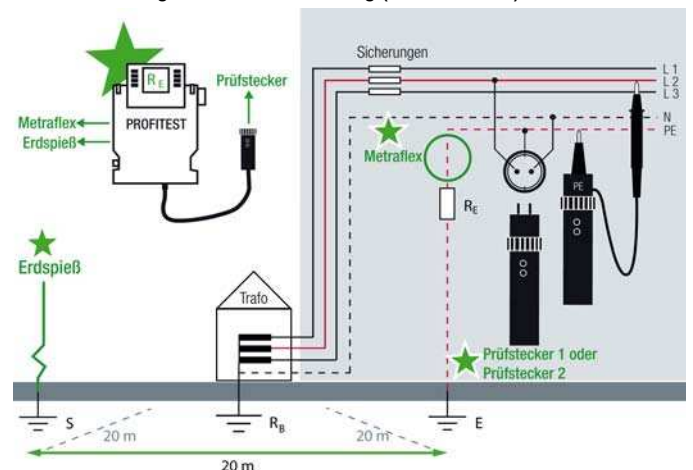 Sicherungen
L 1
L 2
L 3
N
PE
RE
Prüfstecker
PROFITEST
Metraflex
Erdspieß
Metraflex
RE
PE
Erdspieß
Trafo
Prüfstecker 1 oder
Prüfstecker 2
S
RB
E
20 m
20 m
20 m